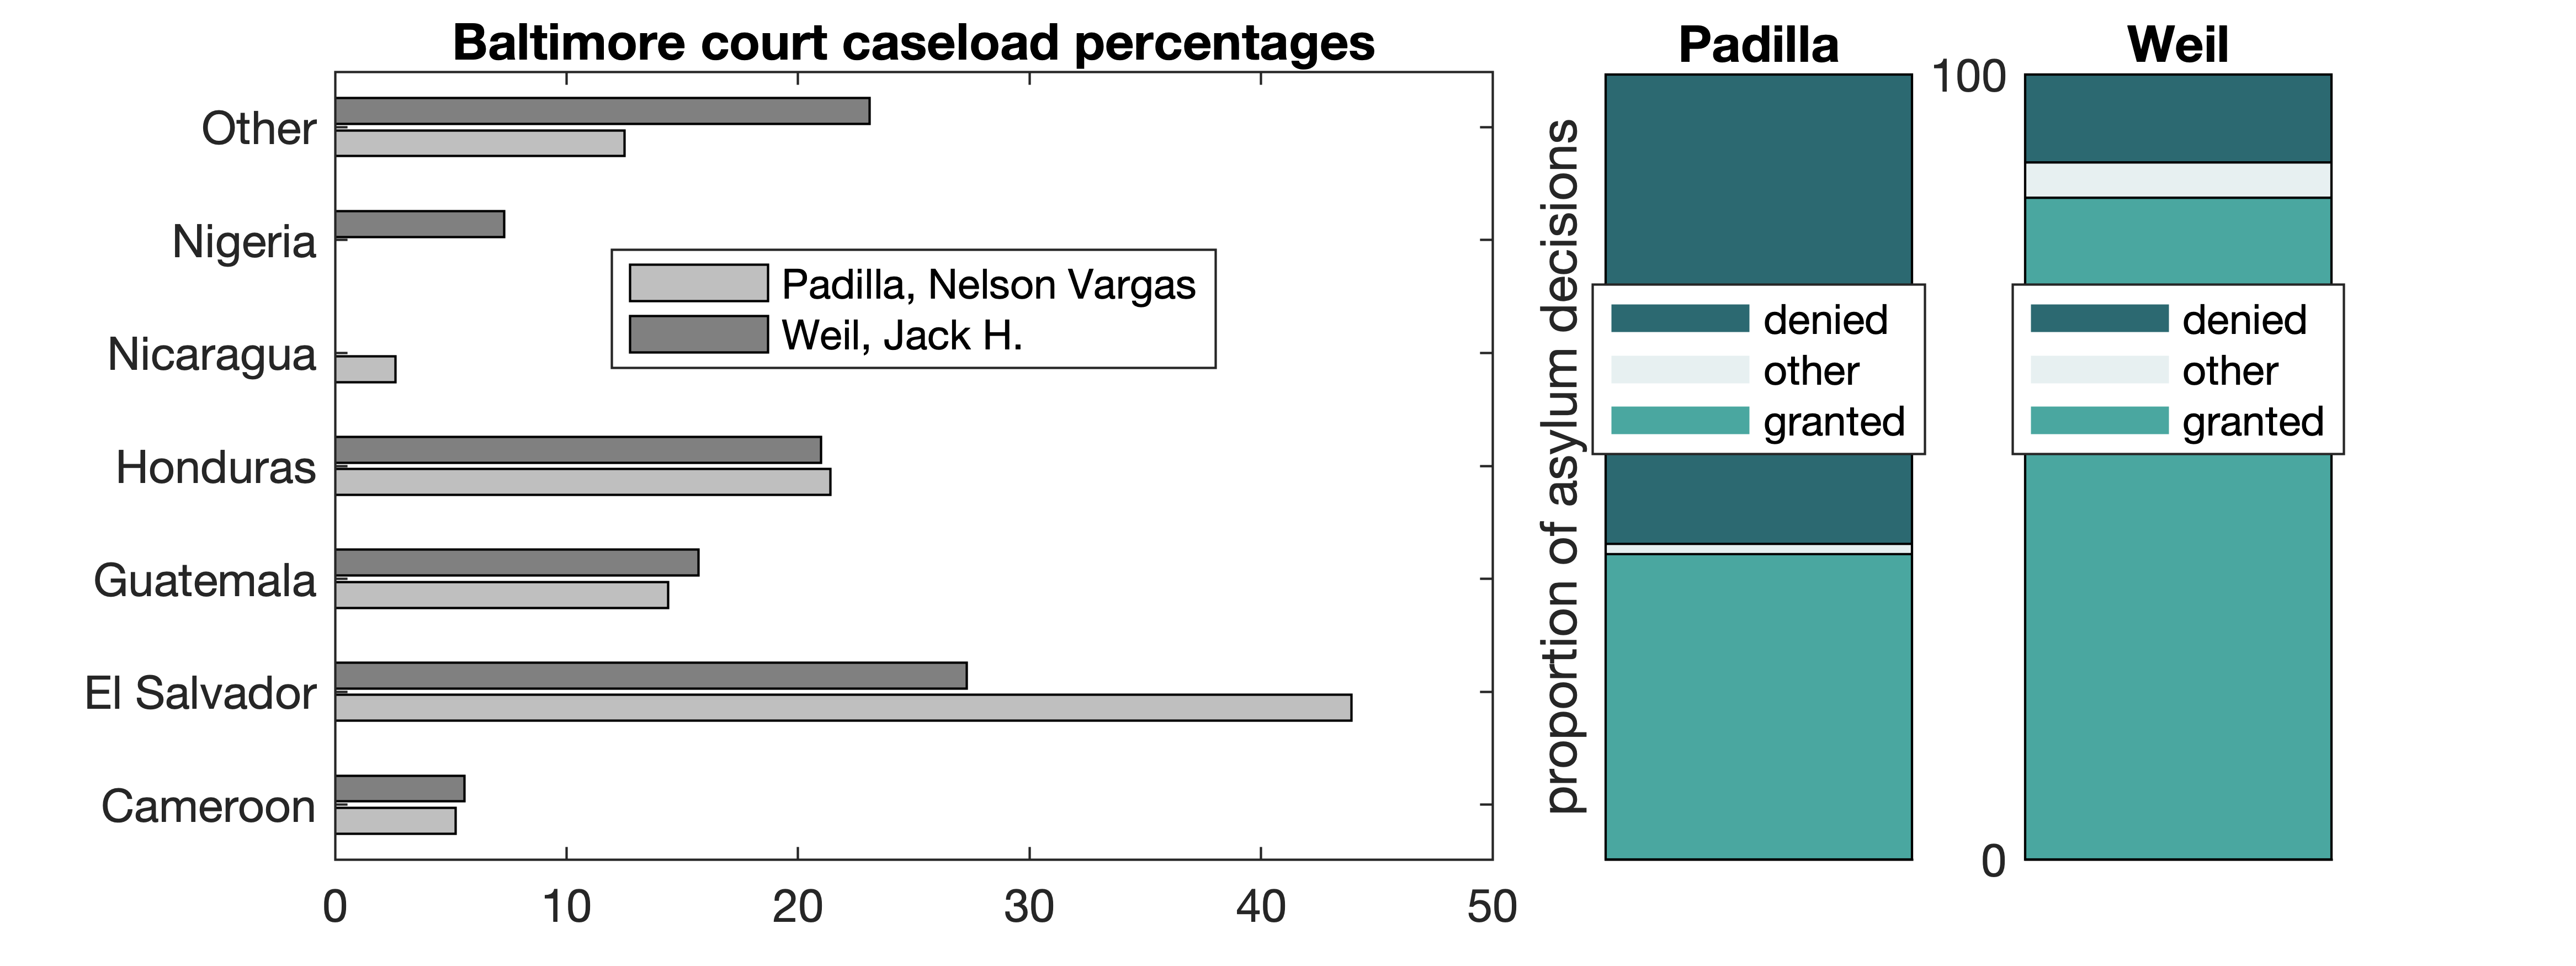 Baltimore court caseload percentages
Other
Nigeria
Nicaragua
Honduras
Guatemala
El Salvador
Cameroon
0 10 20 30 40 50
Padilla, Nelson Vargas
Weil, Jack H.
proportion of asylum decisions
Padilla
denied
other
granted
Weil
100
0
denied
other
granted